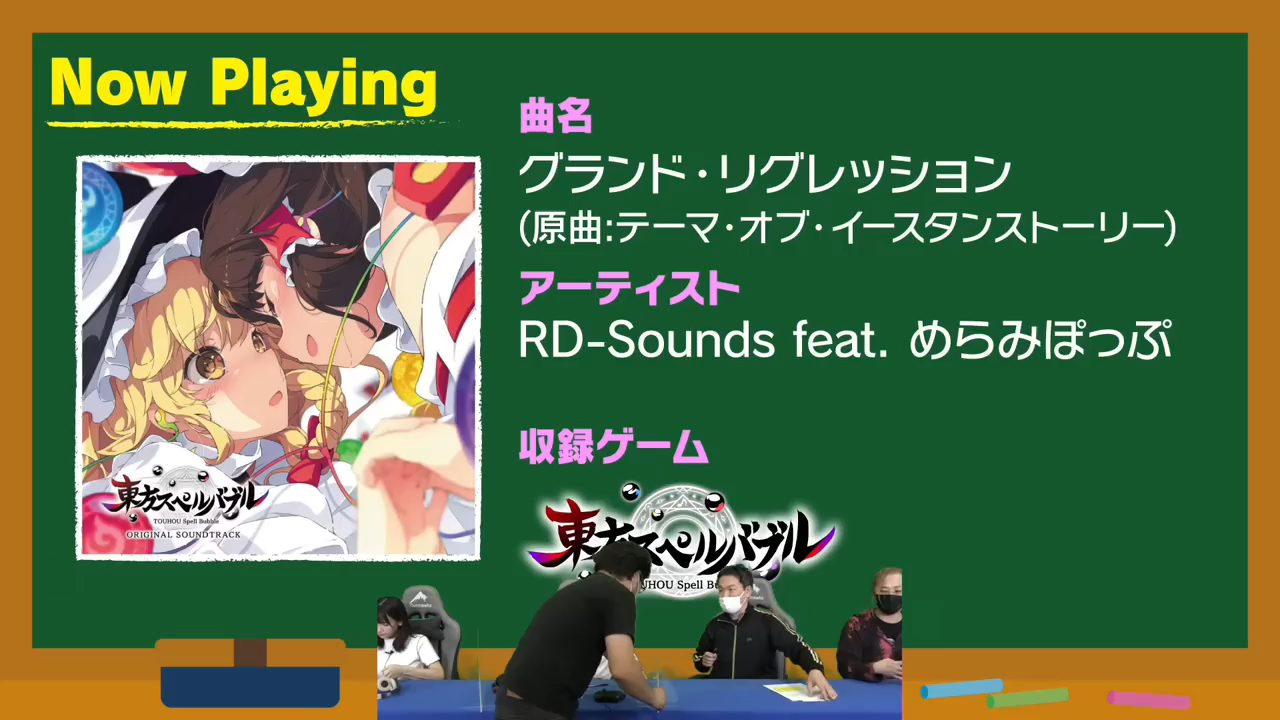 Now Playing
曲名
グランド・リグレッション
(原曲:テーマ・オブ・イースタンストーリー)
アーティスト
RD-Sounds feat. めらみぽっぷ
収録ゲーム
東方スペルバブル
TOUHOU Spell Bubble
ORIGINAL SOUNDTRACK
東方スペルバブル
HOU Spell Bu